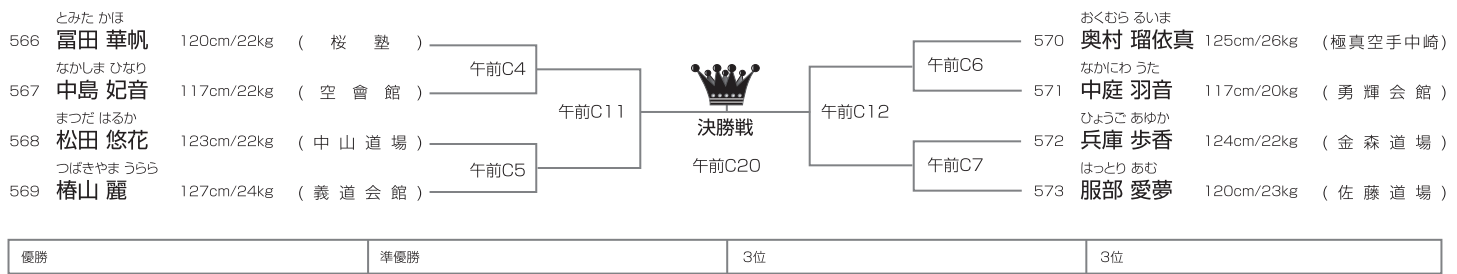 とみた かほ
566 冨田 華帆 120cm/22kg (桜塾)
なかしま ひなり
567 中島 妃音 117cm/22kg (空會館)
まつだ はるか
568 松田 悠花 123cm/22kg (中山道場)
つばきやま うらら
569 椿山 麗 127cm/24kg (義道会館)
午前C4
午前C5
午前C11
決勝戦
午前C20
午前C12
午前C6
午前C7
おくむら るいま
570 奥村 瑠依真 125cm/26kg (極真空手中崎)
なかにわ うた
571 中庭 羽音 117cm/20kg (勇輝会館)
ひょうご あゆか
572 兵庫 歩香 124cm/22kg (金森道場)
はっとり あむ
573 服部 愛夢 120cm/23kg (佐藤道場)
優勝 準優勝 3位 3位